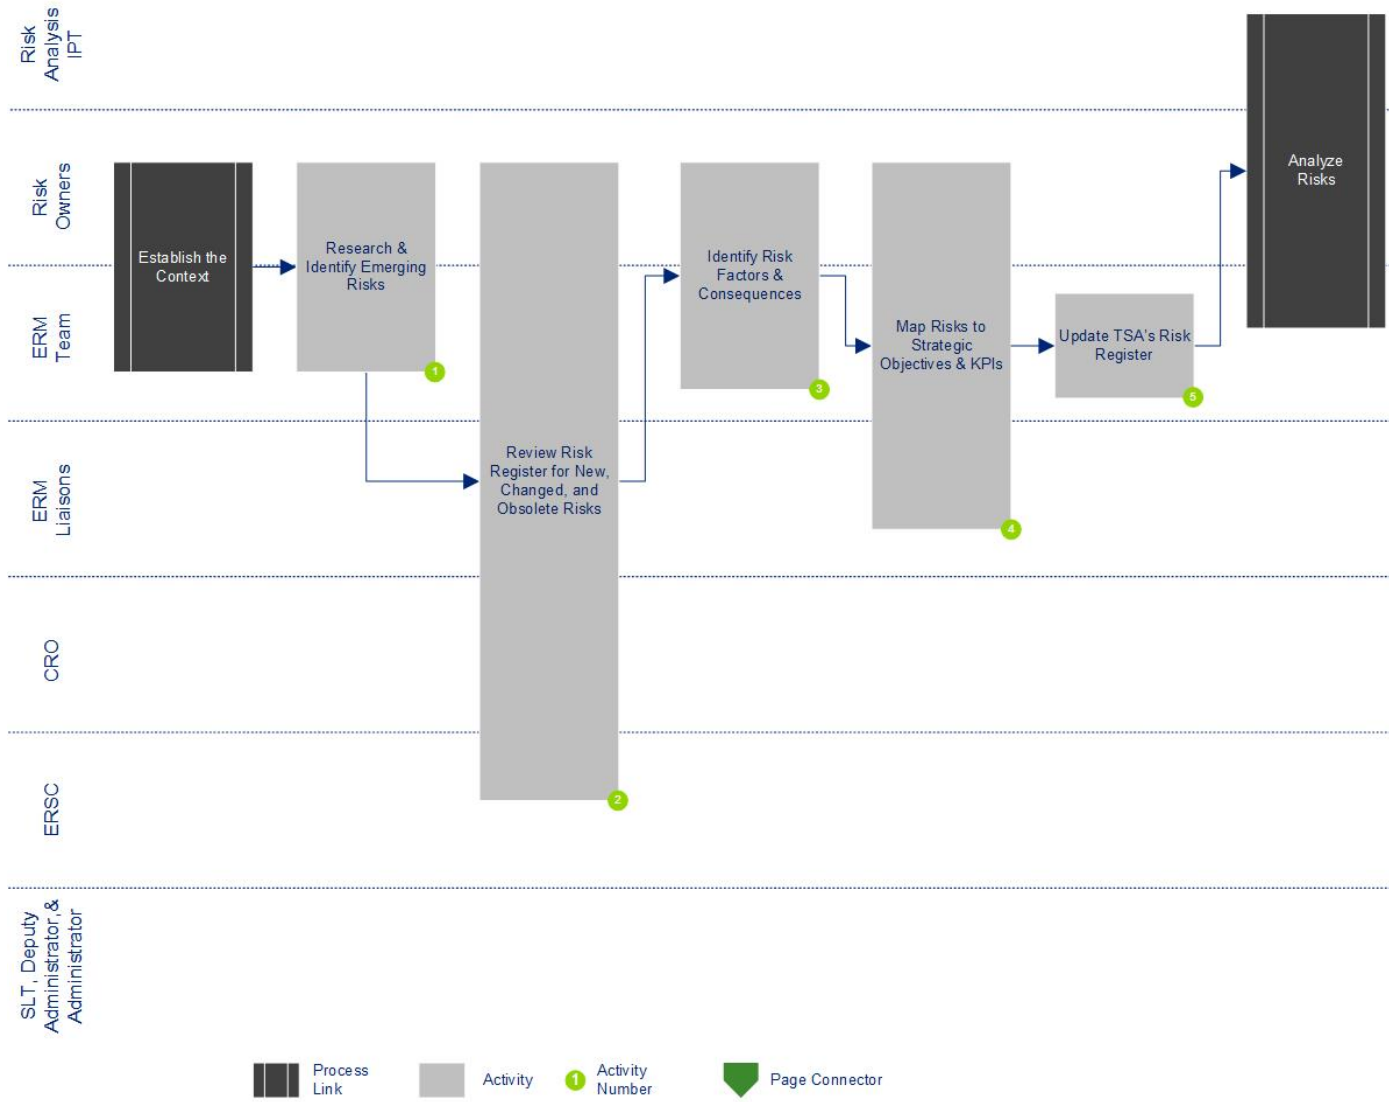 Risk
Analysis
IPT
Risk
Owners
ERM
Team
ERM
Liaisons
CRO
ERSC
SLT, Deputy
Administrator,&
Administrator
Establish the
Context
Research &
Identify Emerging
Risks
1
Review Risk
Register for New,
Changed, and
Obsolete Risks
2
Identify Risk
Factors &
Consequences
3
Map Risks to
Strategic
Objectives & KPIs
4
Update TSA's Risk
Register
5
Analyze
Risks
Process
Link
Activity
1
Activity
Number
Page Connector